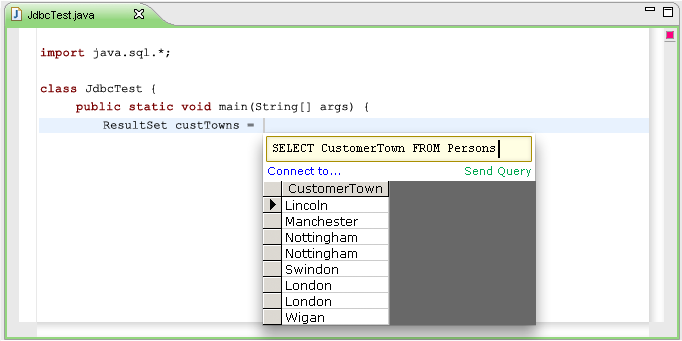 JdbcTest.java
import java.sql.*;
class JdbcTest {
public static void main(String[] args) {
ResultSet custTowns =
SELECT CustomerTown FROM Persons
Connect to... Send Query
CustomerTown
Lincoln
Manchester
Nottingham
Nottingham
Swindon
London
London
Wigan